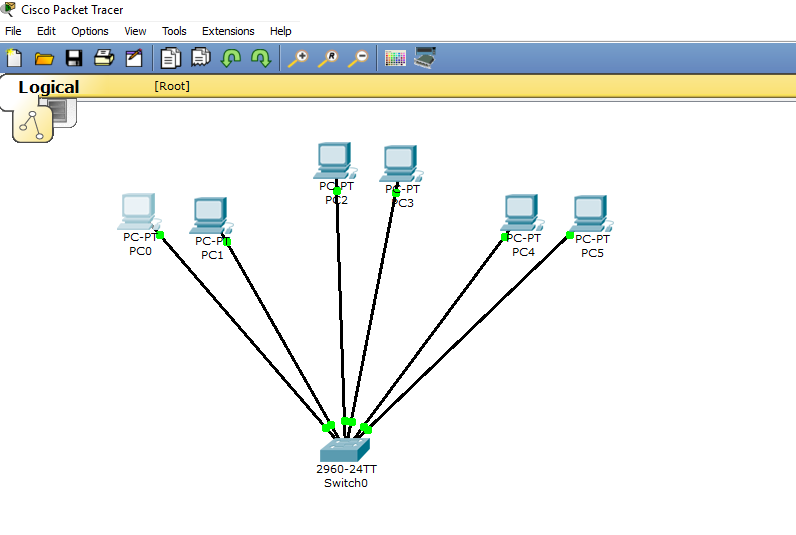 Cisco Packet Tracer
File Edit Options View Tools Extensions Help
Logical [Root]
PC-PT
PC2
PC-PT
PC3
PC-PT
PC0
PC-PT
PC1
PC-PT
PC4
PC-PT
PC5
2960-24TT
Switch0